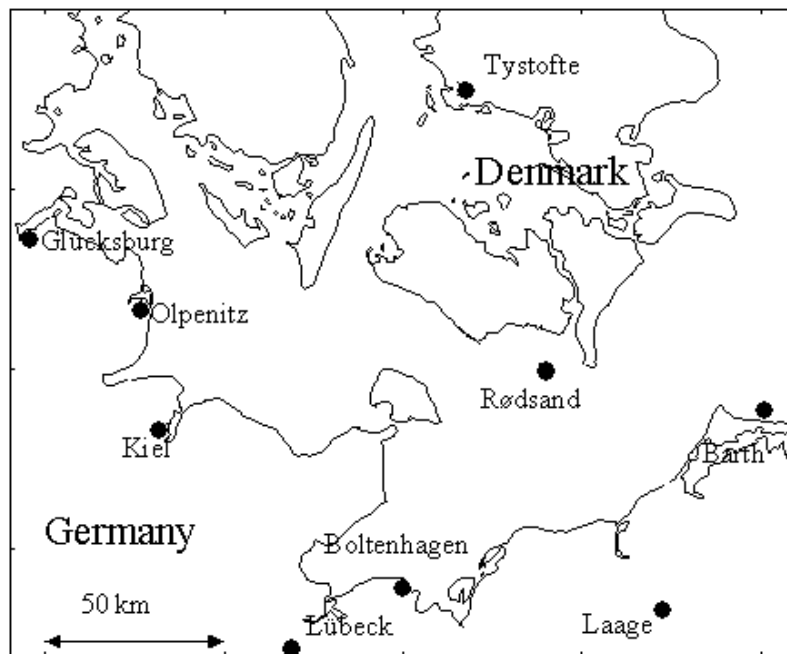 Tystofte
Denmark
Glücksburg
Olpenitz
Rødsand
Kiel
Barth
Germany
Boltenhagen
50 km
Lübeck
Laage